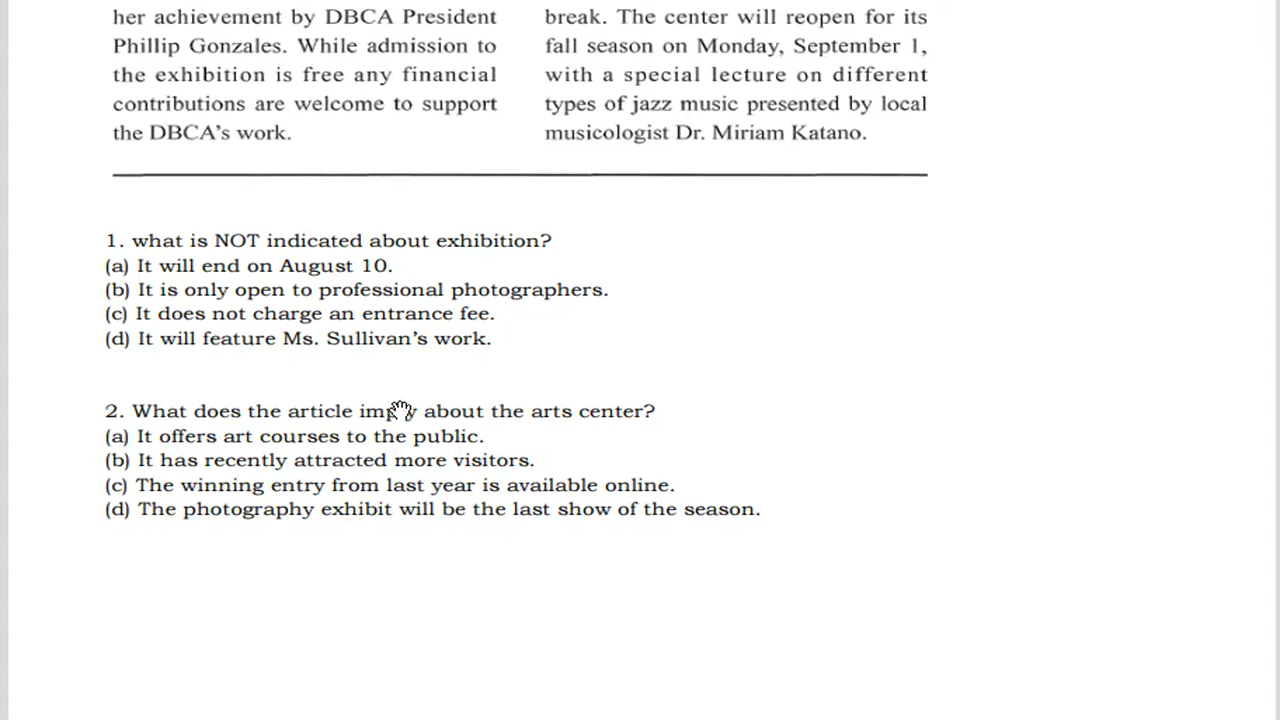 her achievement by DBCA President
Phillip Gonzales. While admission to
the exhibition is free any financial
contributions are welcome to support
the DBCA's work.
break. The center will reopen for its
fall season on Monday, September 1,
with a special lecture on different
types of jazz music presented by local
musicologist Dr. Miriam Katano.
1. what is NOT indicated about exhibition?
(a) It will end on August 10.
(b) It is only open to professional photographers.
(c) It does not charge an entrance fee.
(d) It will feature Ms. Sullivan's work.
2. What does the article imply about the arts center?
(a) It offers art courses to the public.
(b) It has recently attracted more visitors.
(c) The winning entry from last year is available online.
(d) The photography exhibit will be the last show of the season.